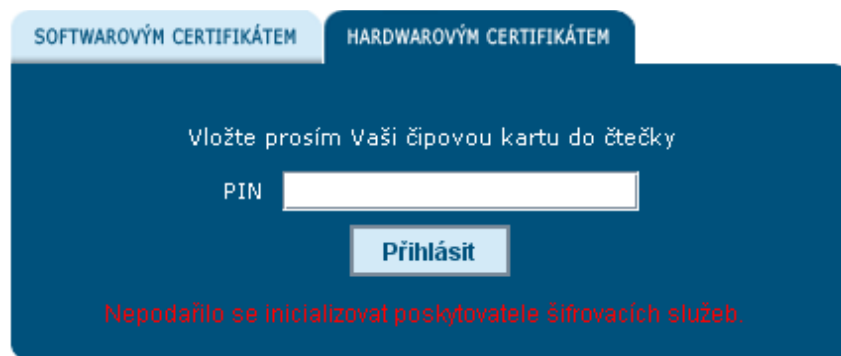 SOFTWAROVÝM CERTIFIKÁTEM
HARDWAROVÝM CERTIFIKÁTEM
Vložte prosím Vaši čipovou kartu do čtečky
PIN
Přihlásit
Nepodařilo se inicializovat poskytovatele šifrovacích služeb.